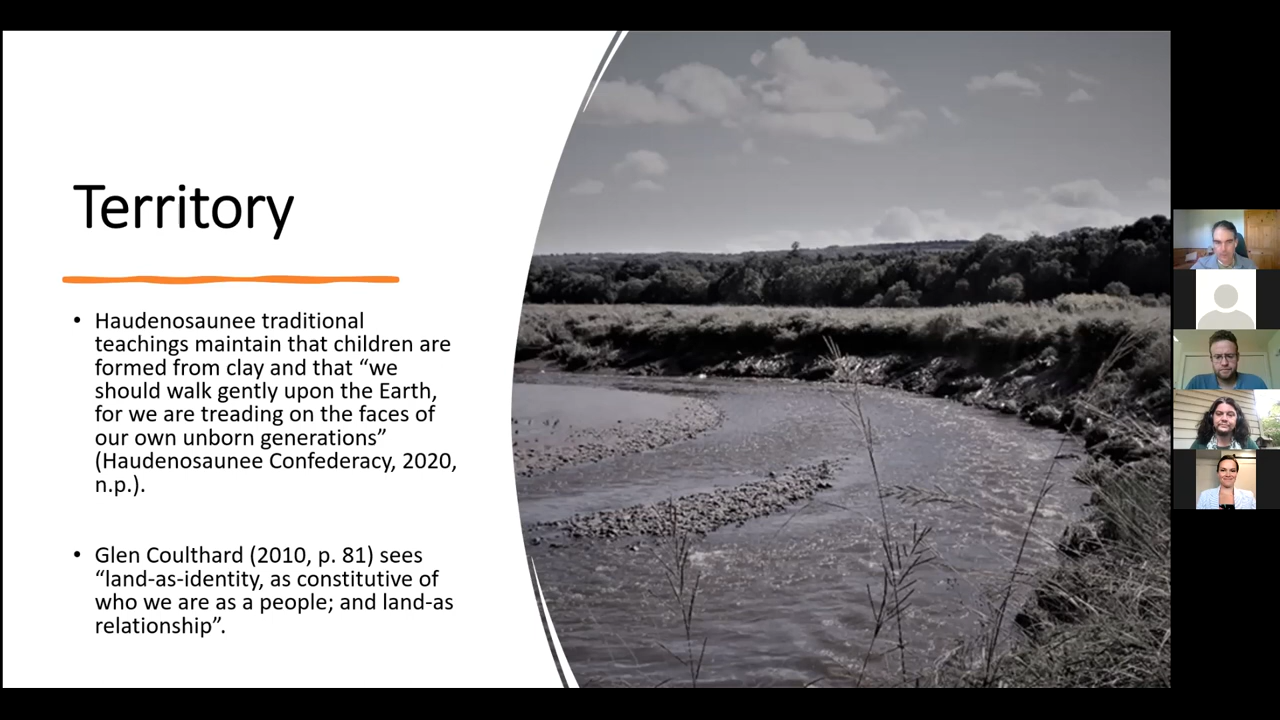 Territory
• Haudenosaunee traditional
teachings maintain that children are
formed from clay and that “we
should walk gently upon the Earth,
for we are treading on the faces of
our own unborn generations”
(Haudenosaunee Confederacy, 2020,
n.p.).
• Glen Coulthard (2010, p. 81) sees
“land-as-identity, as constitutive of
who we are as a people; and land-as
relationship”.